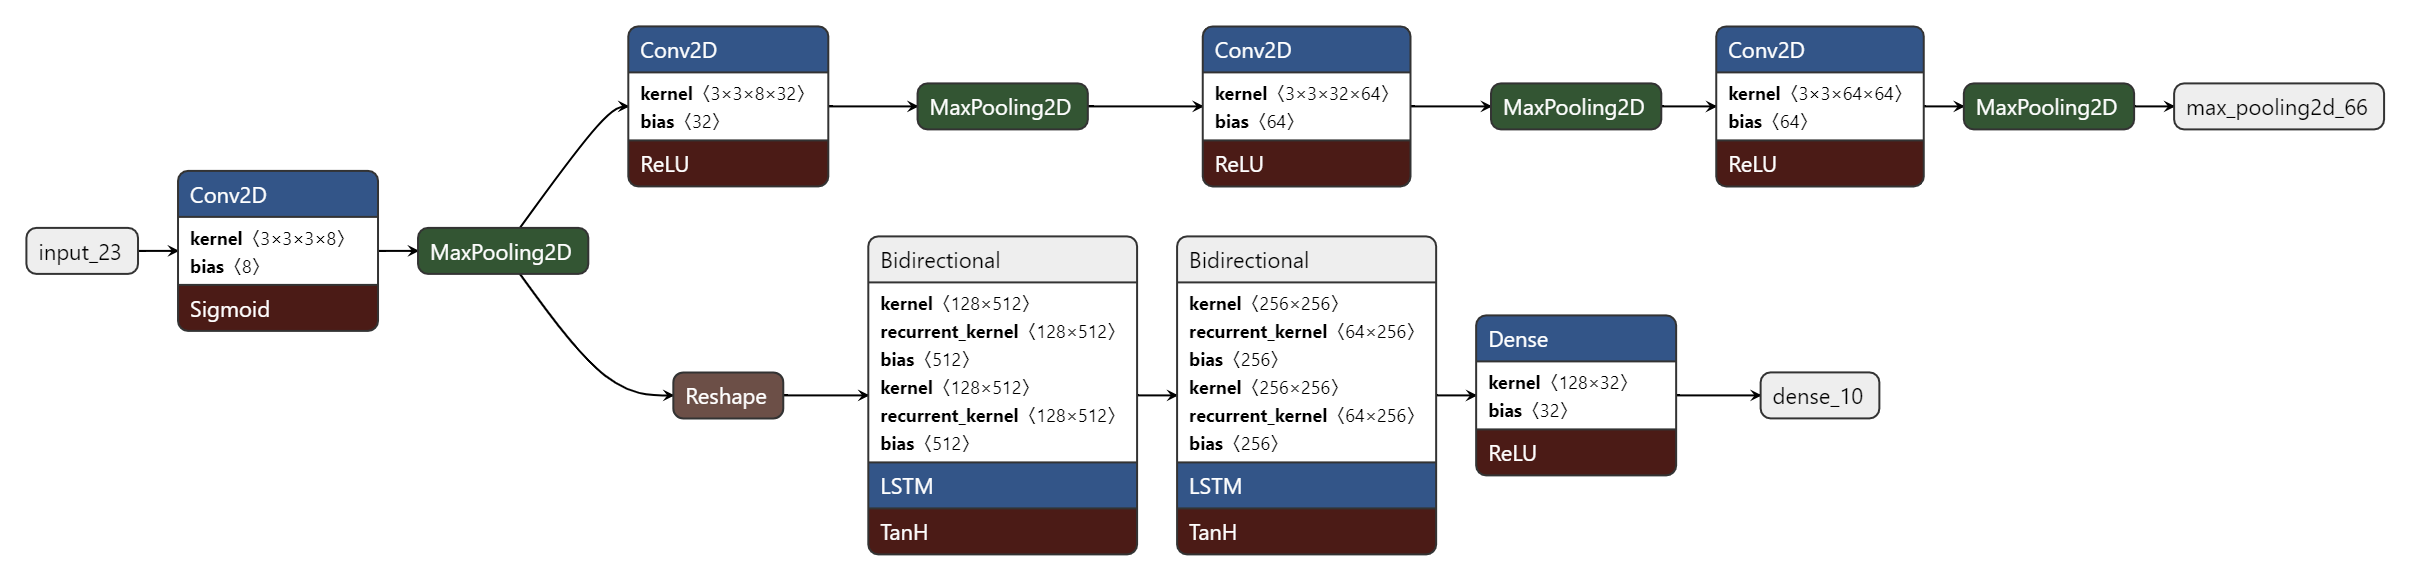 input_23
Conv2D
kernel 〈3×3×3×8〉
bias 〈8〉
Sigmoid
MaxPooling2D
Conv2D
kernel 〈3×3×8×32〉
bias 〈32〉
ReLU
MaxPooling2D
Conv2D
kernel 〈3×3×32×64〉
bias 〈64〉
ReLU
MaxPooling2D
Conv2D
kernel 〈3×3×64×64〉
bias 〈64〉
ReLU
MaxPooling2D
max_pooling2d_66
Reshape
Bidirectional
kernel 〈128×512〉
recurrent_kernel 〈128×512〉
bias 〈512〉
kernel 〈128×512〉
recurrent_kernel 〈128×512〉
bias 〈512〉
LSTM
TanH
Bidirectional
kernel 〈256×256〉
recurrent_kernel 〈64×256〉
bias 〈256〉
kernel 〈256×256〉
recurrent_kernel 〈64×256〉
bias 〈256〉
LSTM
TanH
Dense
kernel 〈128×32〉
bias 〈32〉
ReLU
dense_10